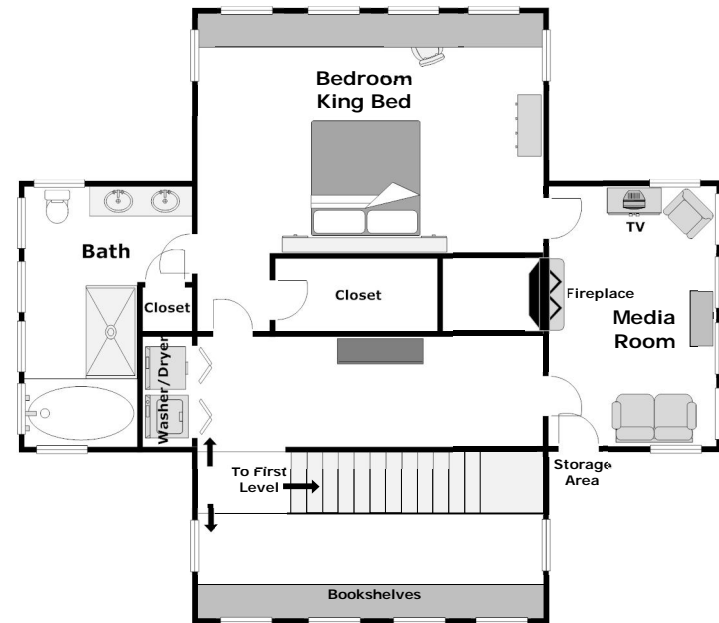 Bedroom
King Bed
TV
Bath
Closet
Closet
Fireplace
Media
Room
Washer/Dryer
To First
Level
Storage
Area
Bookshelves